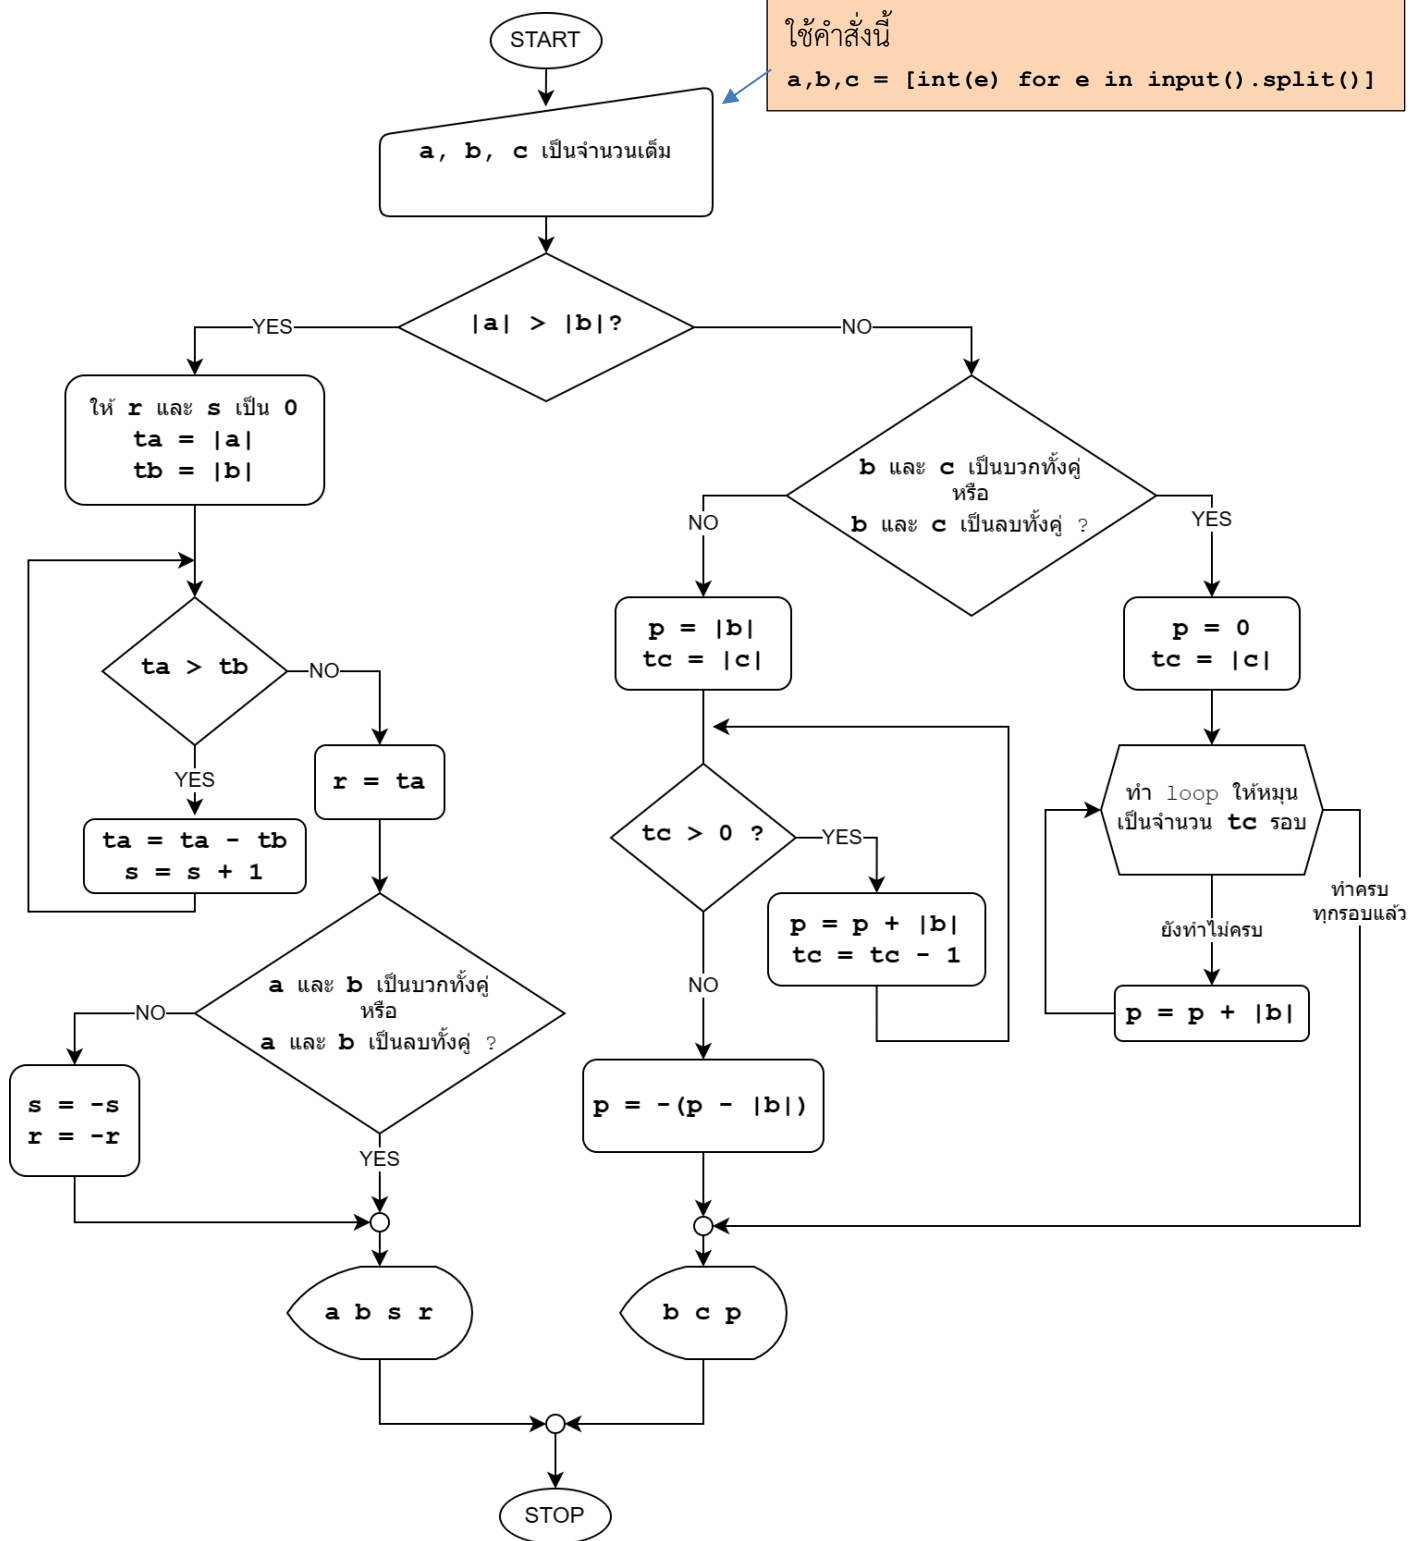 START
ใช้คำสั่งนี้
a,b,c = [int(e) for e in input().split()]
a, b, c เป็นจำนวนเต็ม
|a| > |b|?
YES
NO
ให้ r และ s เป็น 0
ta = |a|
tb = |b|
b และ c เป็นบวกทั้งคู่
หรือ
b และ c เป็นลบทั้งคู่ ?
NO
YES
p = |b|
tc = |c|
p = 0
tc = |c|
ta > tb
NO
YES
r = ta
ta = ta - tb
s = s + 1
tc > 0 ?
YES
NO
p = p + |b|
tc = tc - 1
ทำ loop ให้หมุน
เป็นจำนวน tc รอบ
ทำครบ
ทุกรอบแล้ว
ยังทำไม่ครบ
p = p + |b|
a และ b เป็นบวกทั้งคู่
หรือ
a และ b เป็นลบทั้งคู่ ?
NO
YES
s = -s
r = -r
p = -(p - |b|)
a b s r
b c p
STOP